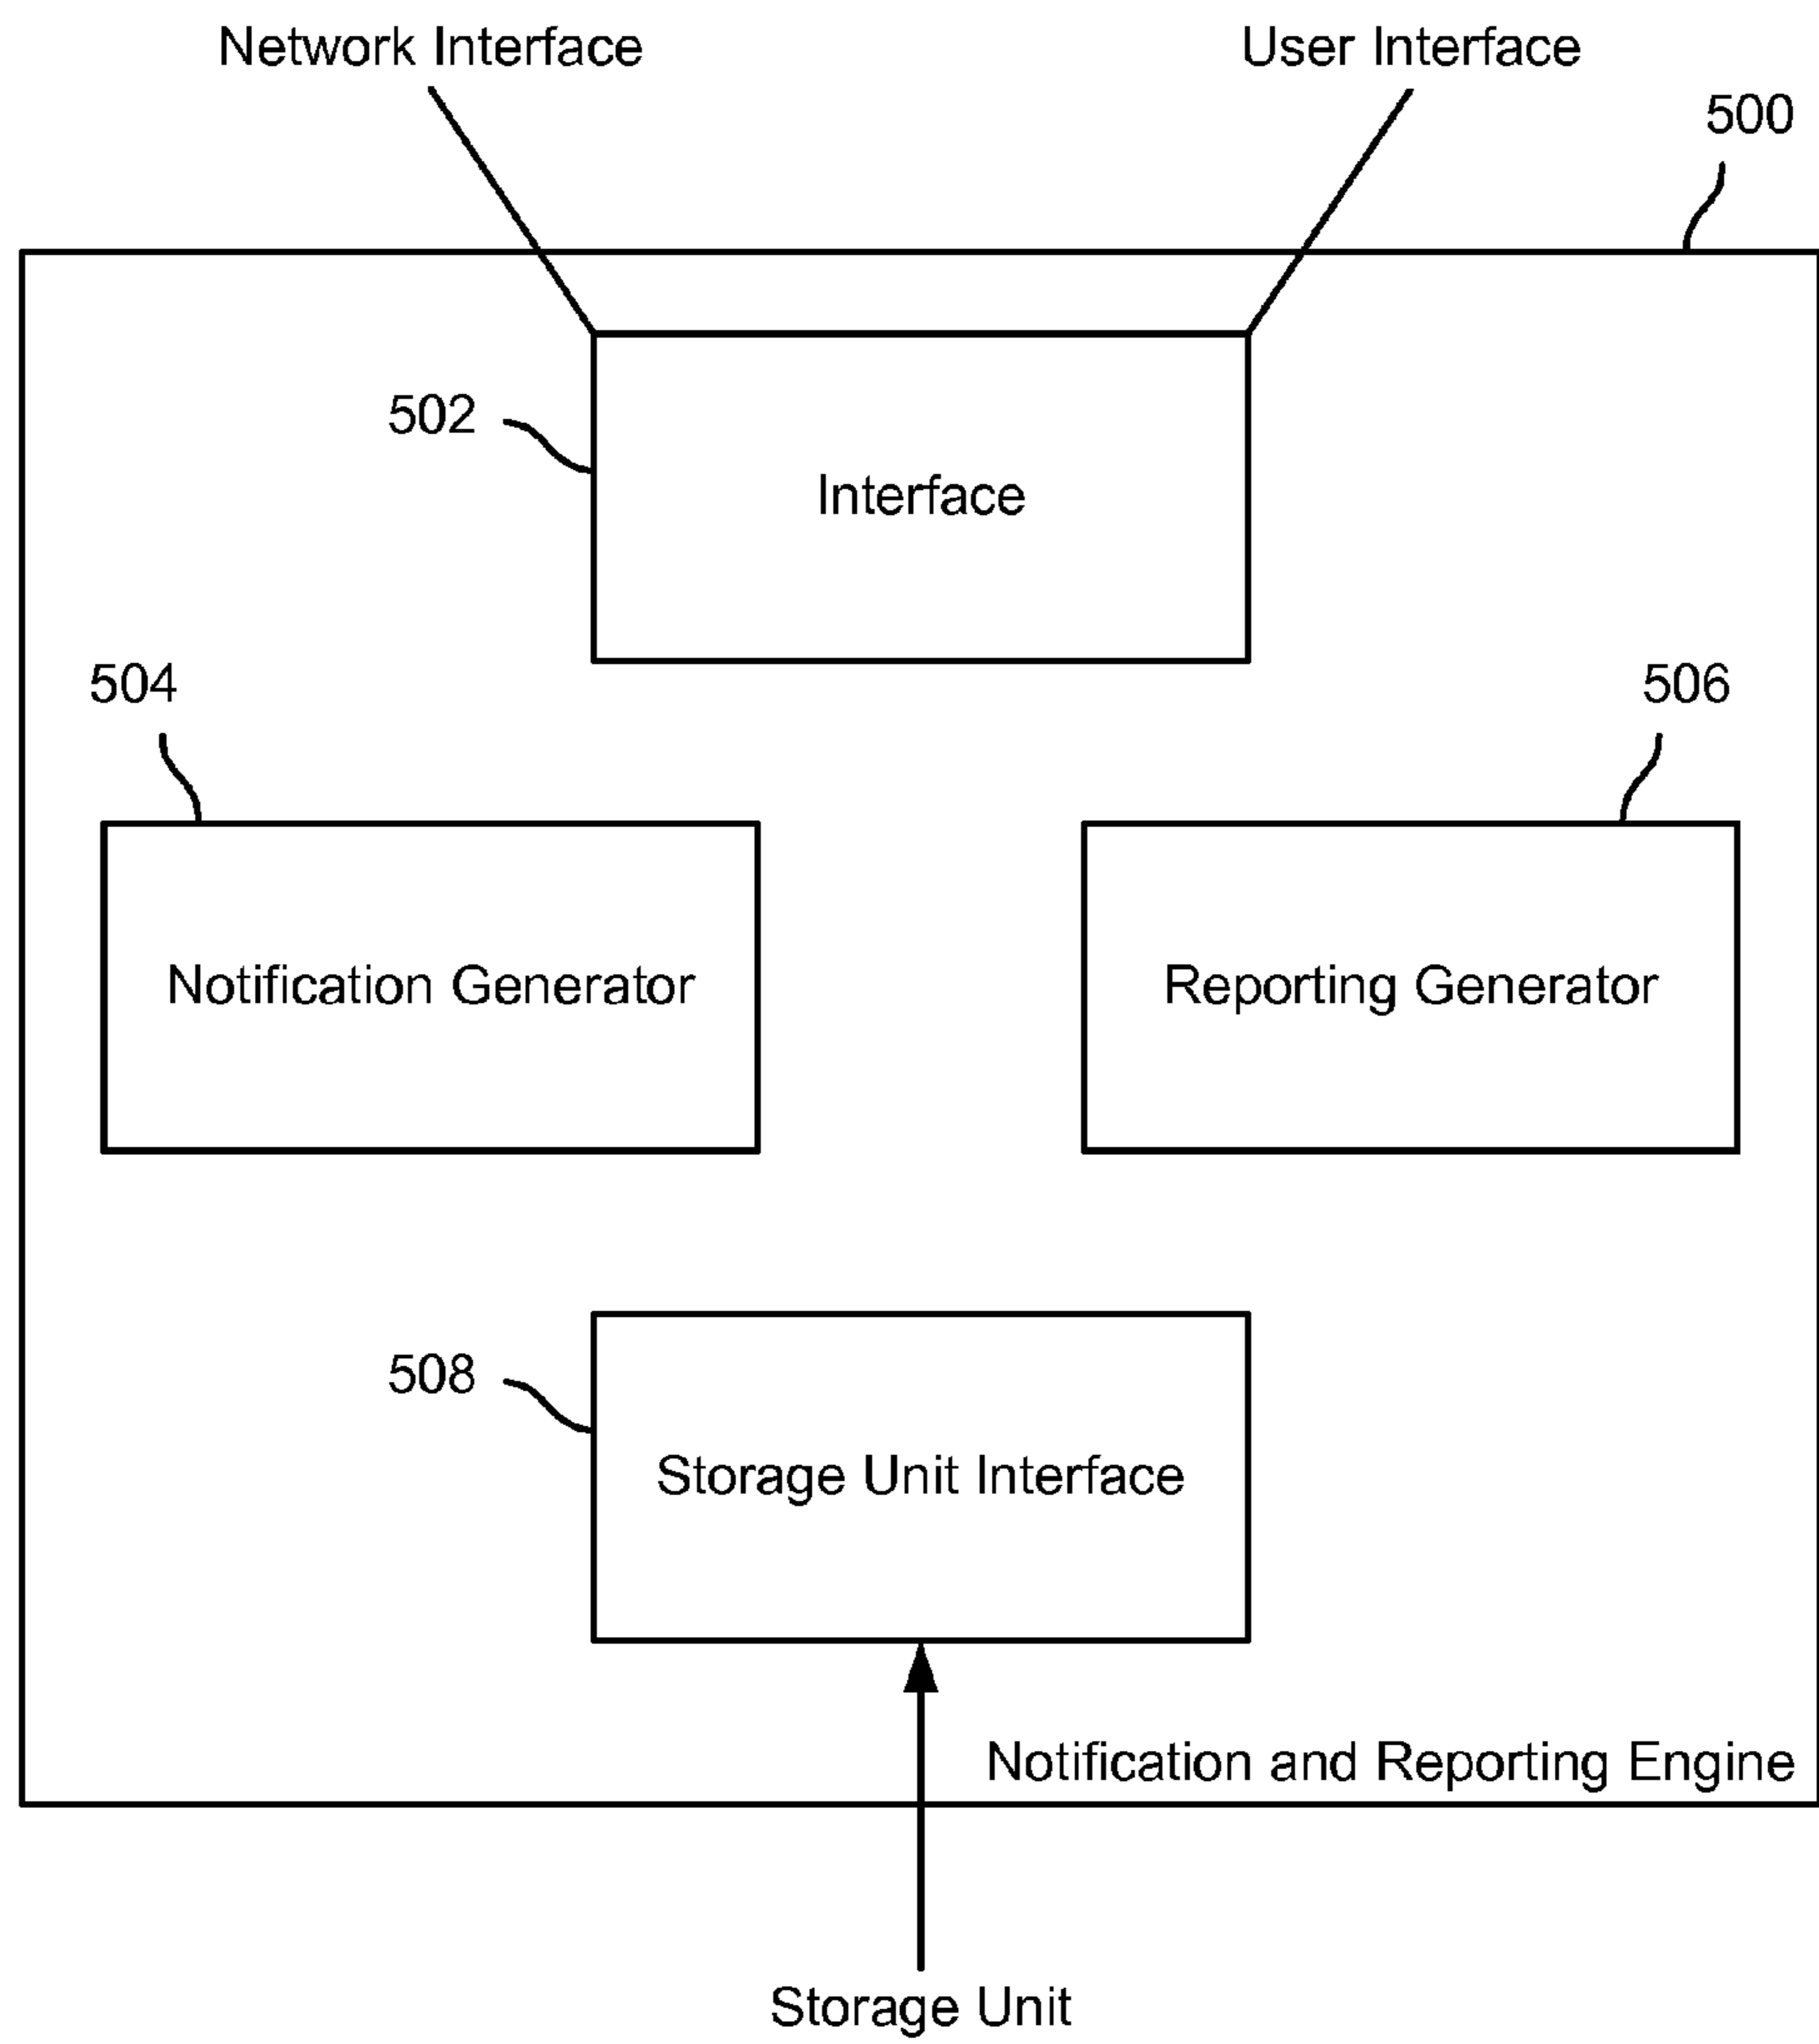 Network Interface
User Interface
500
502
Interface
504
506
Notification Generator
Reporting Generator
508
Storage Unit Interface
Notification and Reporting Engine
Storage Unit